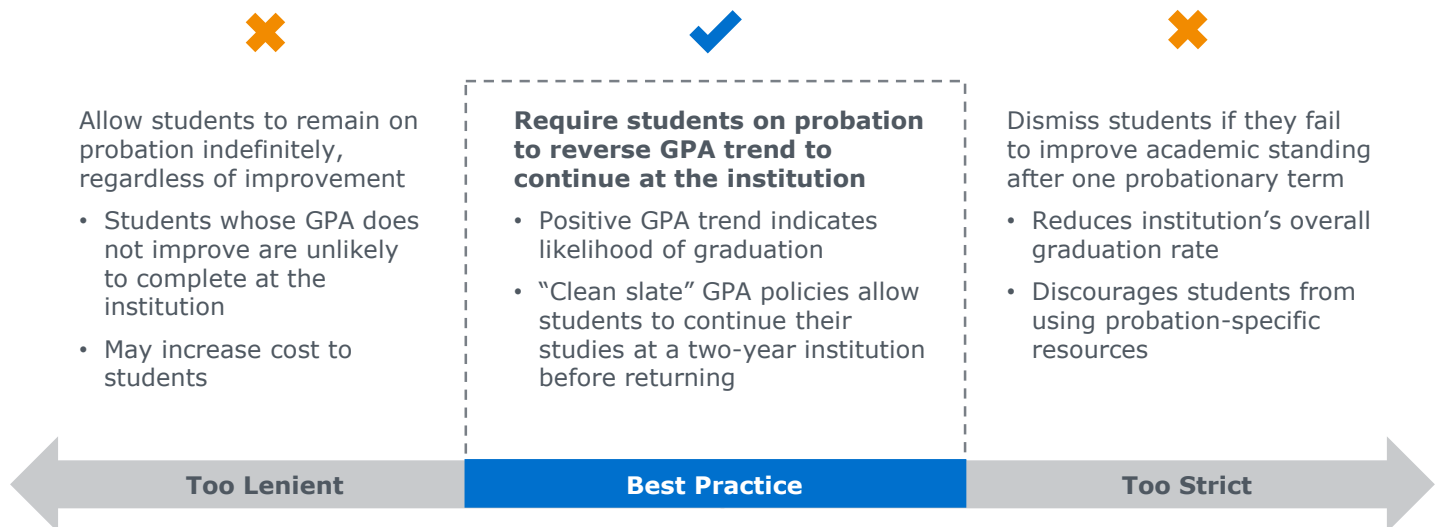 Allow students to remain on
probation indefinitely,
regardless of improvement
• Students whose GPA does
not improve are unlikely
to complete at the
institution
• May increase cost to
students
Require students on probation
to reverse GPA trend to
continue at the institution
• Positive GPA trend indicates
likelihood of graduation
• “Clean slate” GPA policies allow
students to continue their
studies at a two-year institution
before returning
Dismiss students if they fail
to improve academic standing
after one probationary term
• Reduces institution’s overall
graduation rate
• Discourages students from
using probation-specific
resources
Too Lenient
Best Practice
Too Strict